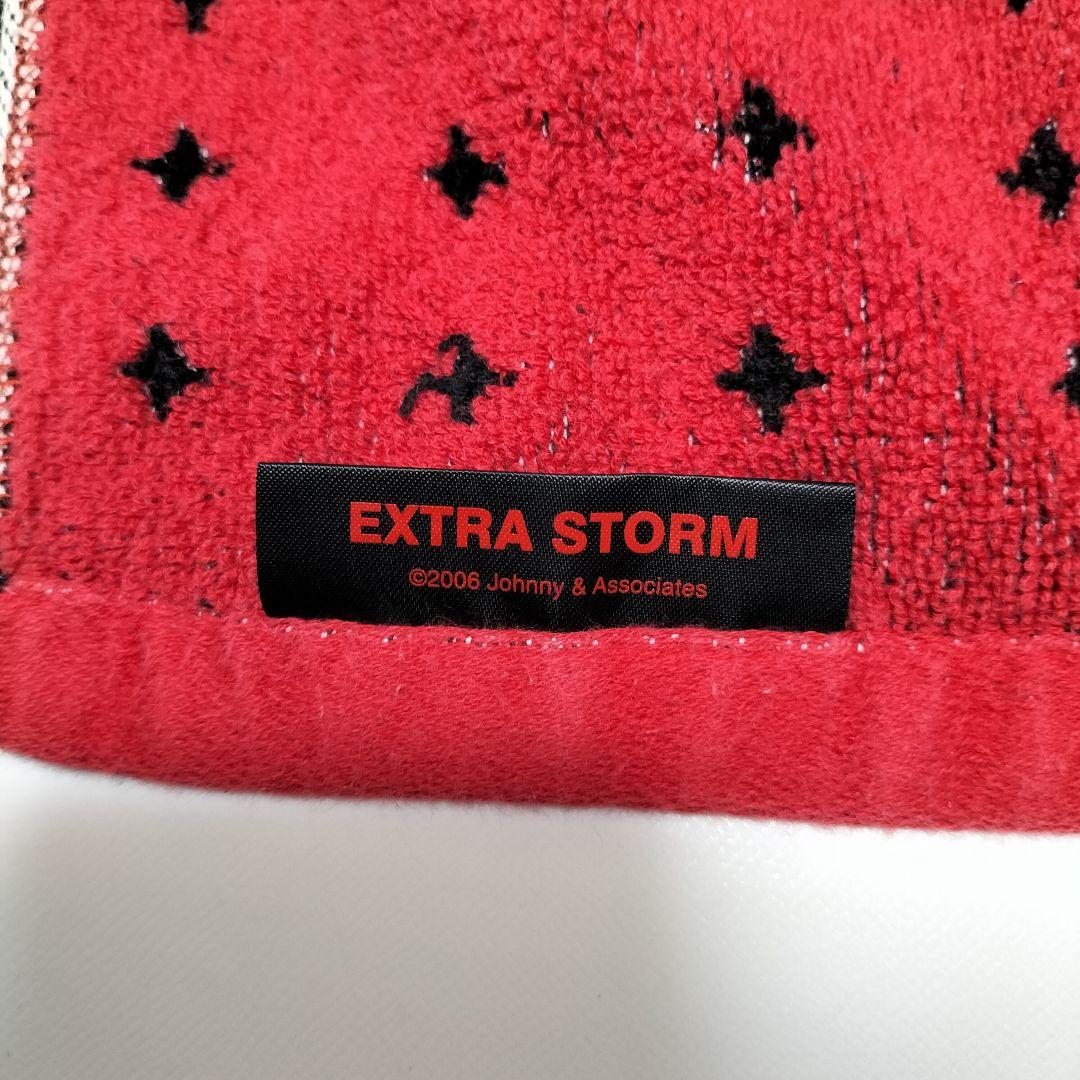 EXTRA STORM
©2006 Johnny & Associates